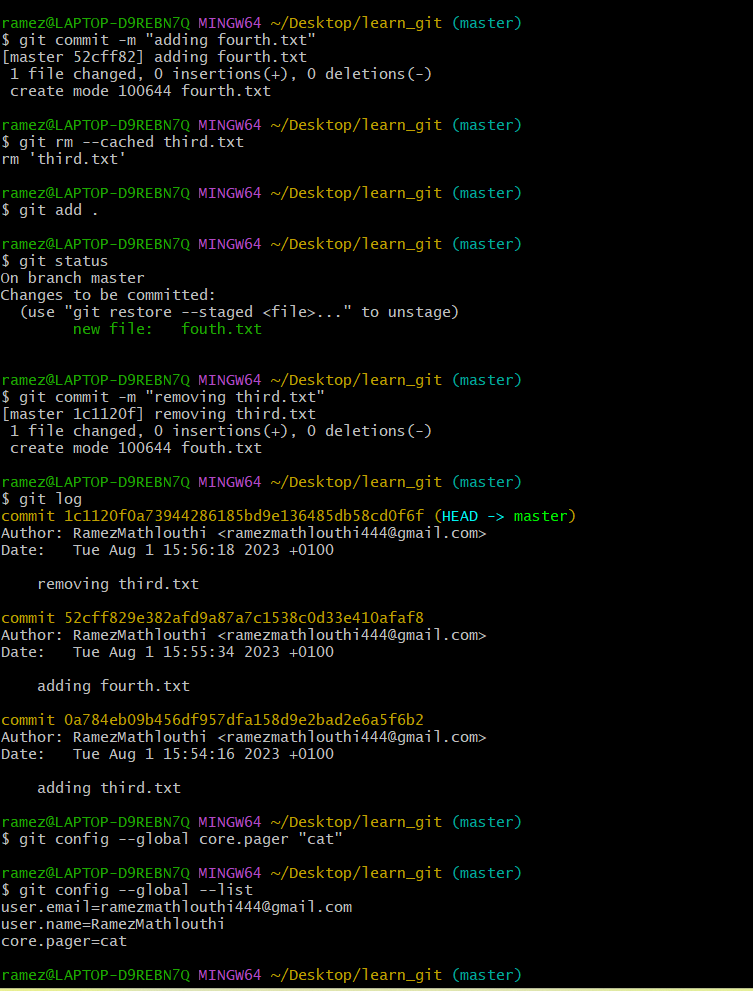 ramez@LAPTOP-D9REBN7Q MINGW64 ~/Desktop/learn_git (master)
$ git commit -m "adding fourth.txt"
[master 52cff82] adding fourth.txt
 1 file changed, 0 insertions(+), 0 deletions(-)
 create mode 100644 fourth.txt

ramez@LAPTOP-D9REBN7Q MINGW64 ~/Desktop/learn_git (master)
$ git rm --cached third.txt
rm 'third.txt'

ramez@LAPTOP-D9REBN7Q MINGW64 ~/Desktop/learn_git (master)
$ git add .

ramez@LAPTOP-D9REBN7Q MINGW64 ~/Desktop/learn_git (master)
$ git status
On branch master
Changes to be committed:
  (use "git restore --staged <file>..." to unstage)
        new file:   fouth.txt

ramez@LAPTOP-D9REBN7Q MINGW64 ~/Desktop/learn_git (master)
$ git commit -m "removing third.txt"
[master 1c1120f] removing third.txt
 1 file changed, 0 insertions(+), 0 deletions(-)
 create mode 100644 fouth.txt

ramez@LAPTOP-D9REBN7Q MINGW64 ~/Desktop/learn_git (master)
$ git log
commit 1c1120f0a73944286185bd9e136485db58cd0f6f (HEAD -> master)
Author: RamezMathlouthi <ramezmathlouthi444@gmail.com>
Date:   Tue Aug 1 15:56:18 2023 +0100

    removing third.txt

commit 52cff829e382afd9a87a7c1538c0d33e410afaf8
Author: RamezMathlouthi <ramezmathlouthi444@gmail.com>
Date:   Tue Aug 1 15:55:34 2023 +0100

    adding fourth.txt

commit 0a784eb09b456df957dfa158d9e2bad2e6a5f6b2
Author: RamezMathlouthi <ramezmathlouthi444@gmail.com>
Date:   Tue Aug 1 15:54:16 2023 +0100

    adding third.txt

ramez@LAPTOP-D9REBN7Q MINGW64 ~/Desktop/learn_git (master)
$ git config --global core.pager "cat"

ramez@LAPTOP-D9REBN7Q MINGW64 ~/Desktop/learn_git (master)
$ git config --global --list
user.email=ramezmathlouthi444@gmail.com
user.name=RamezMathlouthi
core.pager=cat

ramez@LAPTOP-D9REBN7Q MINGW64 ~/Desktop/learn_git (master)